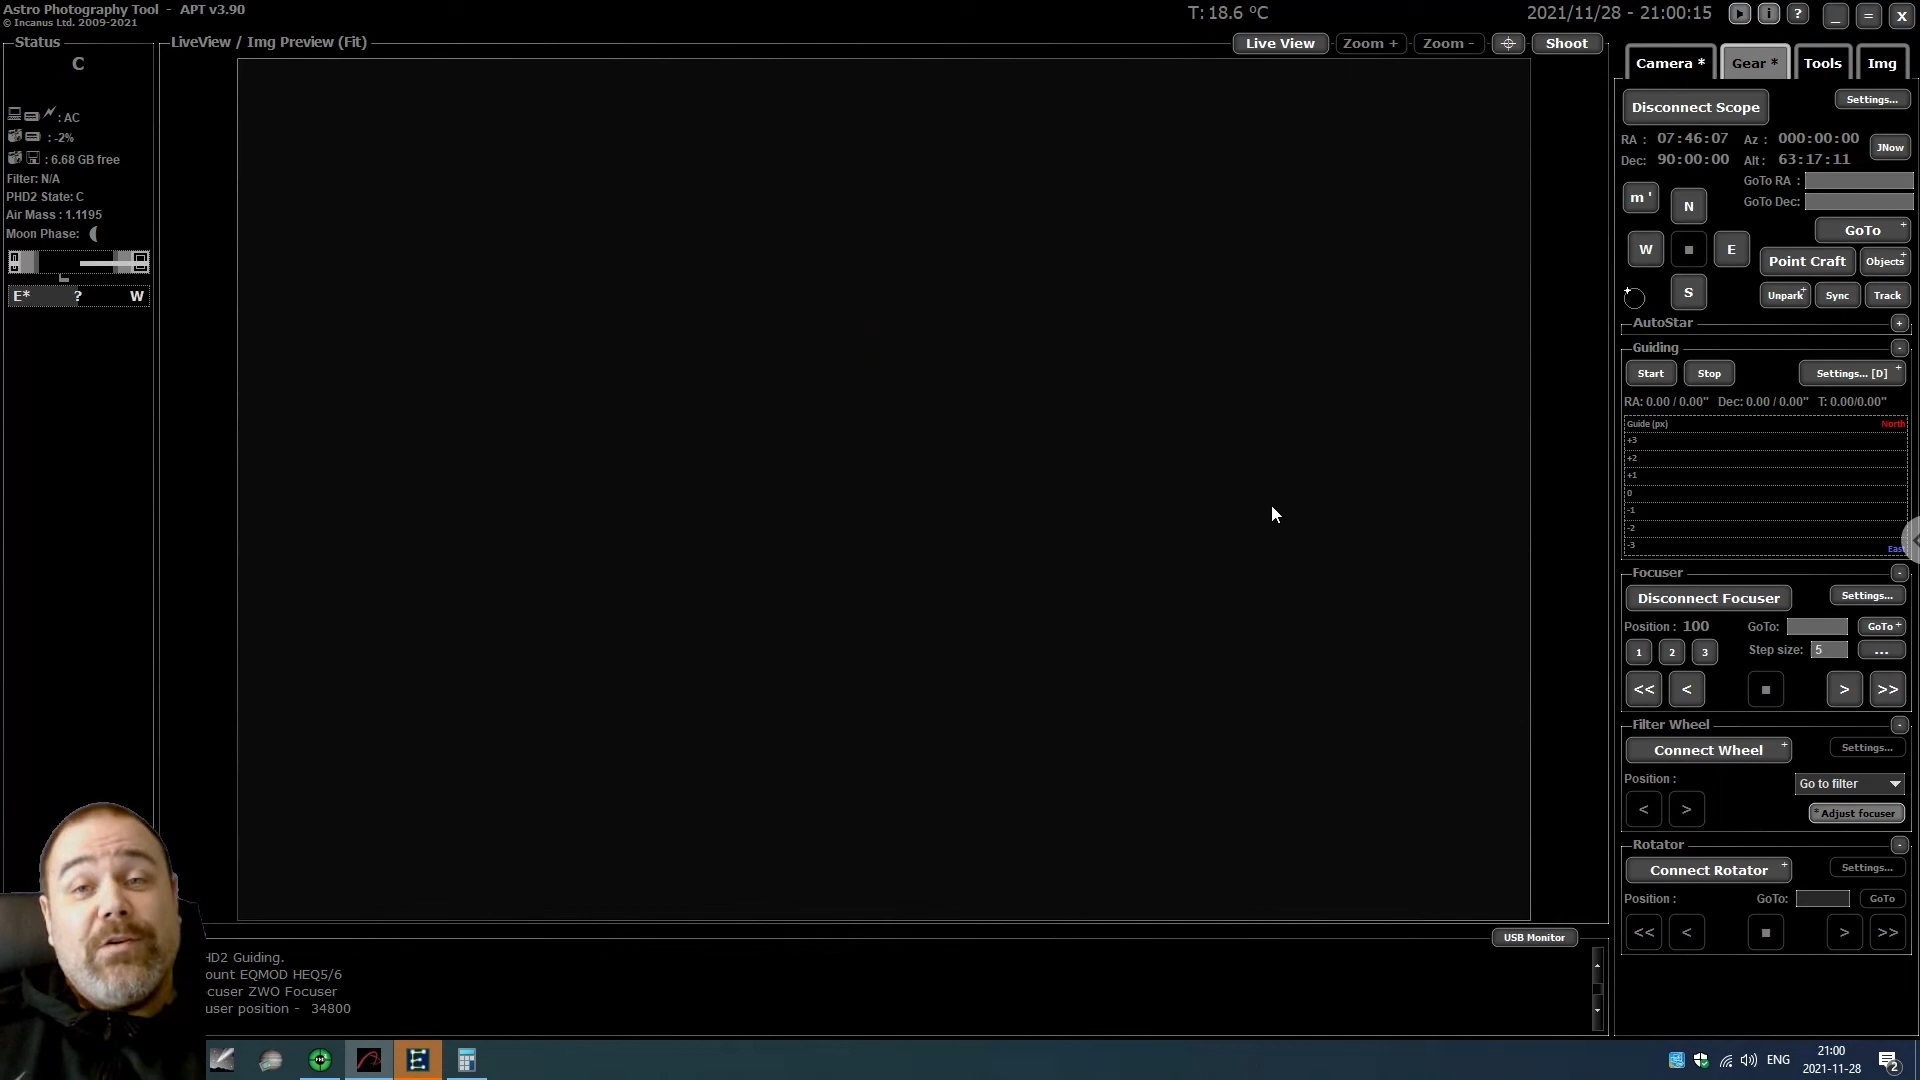 Astro Photography Tool - APT v3.90
© Incanus Ltd. 2009-2021
T: 18.6 ºC
2021/11/28 - 21:00:15
i
?
_
=
X
Status
C
: AC
: -2%
: 6.68 GB free
Filter: N/A
PHD2 State: C
Air Mass : 1.1195
Moon Phase:
E* ? W
LiveView / Img Preview (Fit)
Live View
Zoom +
Zoom -
Shoot
Camera *
Gear *
Tools
Img
Disconnect Scope
Settings...
RA : 07:46:07 Az : 000:00:00
Dec: 90:00:00 Alt : 63:17:11
JNow
GoTo RA :
GoTo Dec:
m '
N
W
E
S
GoTo +
Point Craft
Objects +
Unpark +
Sync
Track
AutoStar
+
Guiding
-
Start
Stop
Settings... [D] +
RA: 0.00 / 0.00" Dec: 0.00 / 0.00" T: 0.00/0.00"
Guide (px)
North
+3
+2
+1
0
-1
-2
-3
East
Focuser
-
Disconnect Focuser
Settings...
Position : 100
GoTo:
GoTo +
1
2
3
Step size: 5
...
<<
<
>
>>
Filter Wheel
-
Connect Wheel +
Settings...
Position :
Go to filter
<
>
* Adjust focuser
Rotator
-
Connect Rotator +
Settings...
Position :
GoTo:
GoTo
<<
<
>
>>
USB Monitor
HD2 Guiding.
ount EQMOD HEQ5/6
cuser ZWO Focuser
user position - 34800
ENG
21:00
2021-11-28
2